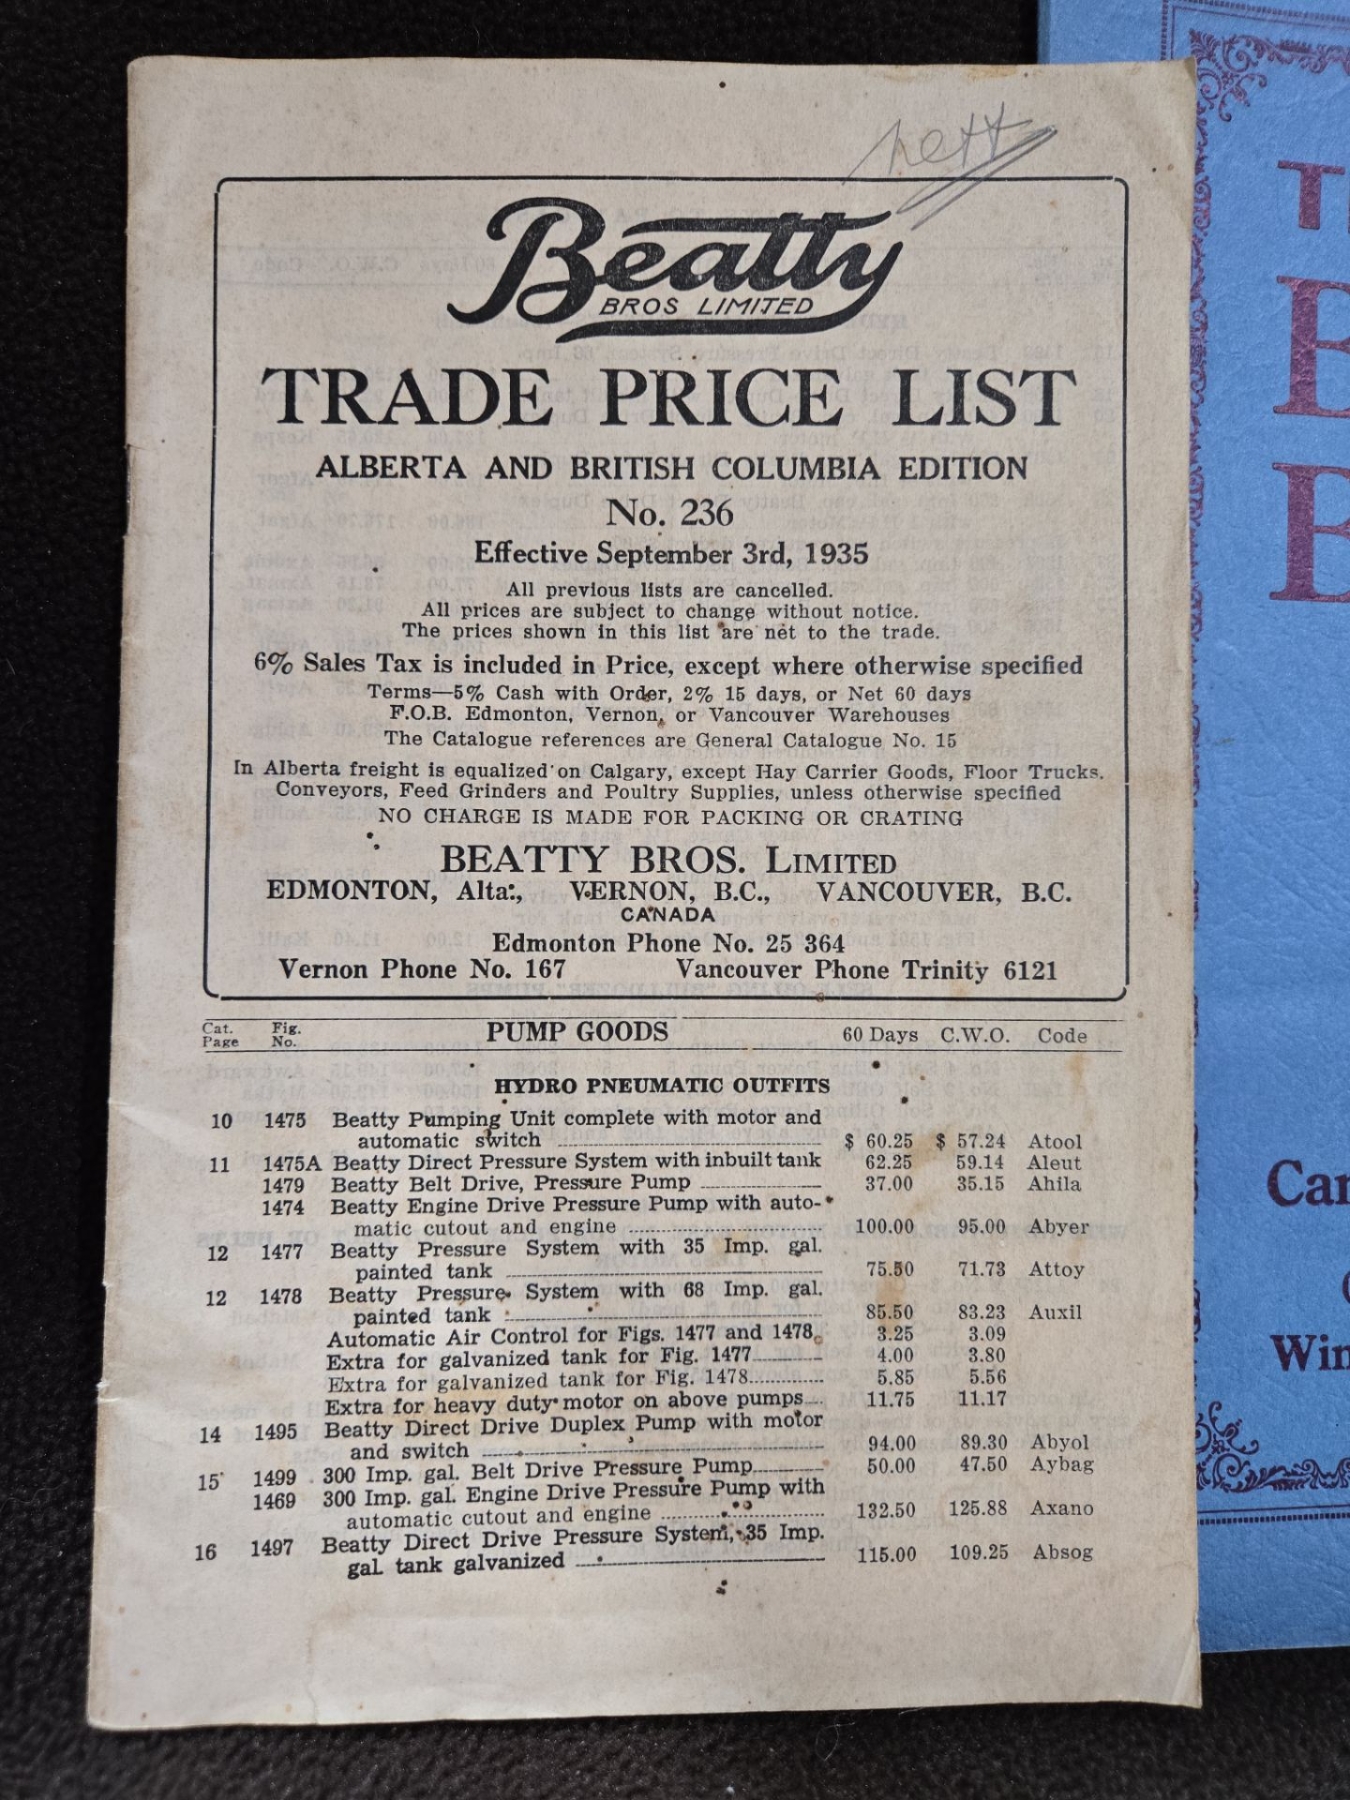 Beatty
BROS LIMITED
TRADE PRICE LIST
ALBERTA AND BRITISH COLUMBIA EDITION
No. 236
Effective September 3rd, 1935
All previous lists are cancelled.
All prices are subject to change without notice.
The prices shown in this list are net to the trade.
6% Sales Tax is included in Price, except where otherwise specified
Terms—5% Cash with Order, 2% 15 days, or Net 60 days
F.O.B. Edmonton, Vernon, or Vancouver Warehouses
The Catalogue references are General Catalogue No. 15
In Alberta freight is equalized on Calgary, except Hay Carrier Goods, Floor Trucks.
Conveyors, Feed Grinders and Poultry Supplies, unless otherwise specified
NO CHARGE IS MADE FOR PACKING OR CRATING
BEATTY BROS. LIMITED
EDMONTON, Alta., VERNON, B.C., VANCOUVER, B.C.
CANADA
Edmonton Phone No. 25 364
Vernon Phone No. 167 Vancouver Phone Trinity 6121
Cat. Page Fig. No. PUMP GOODS 60 Days C.W.O. Code
HYDRO PNEUMATIC OUTFITS
10 1475 Beatty Pumping Unit complete with motor and
automatic switch $ 60.25 $ 57.24 Atool
11 1475A Beatty Direct Pressure System with inbuilt tank 62.25 59.14 Aleut
1479 Beatty Belt Drive, Pressure Pump 37.00 35.15 Ahila
1474 Beatty Engine Drive Pressure Pump with auto-
matic cutout and engine 100.00 95.00 Abyer
12 1477 Beatty Pressure System with 35 Imp. gal.
painted tank 75.50 71.73 Attoy
12 1478 Beatty Pressure System with 68 Imp. gal.
painted tank 85.50 83.23 Auxil
Automatic Air Control for Figs. 1477 and 1478 3.25 3.09
Extra for galvanized tank for Fig. 1477 4.00 3.80
Extra for galvanized tank for Fig. 1478 5.85 5.56
Extra for heavy duty motor on above pumps 11.75 11.17
14 1495 Beatty Direct Drive Duplex Pump with motor
and switch 94.00 89.30 Abyol
15 1499 300 Imp. gal. Belt Drive Pressure Pump 50.00 47.50 Aybag
1469 300 Imp. gal. Engine Drive Pressure Pump with
automatic cutout and engine 132.50 125.88 Axano
16 1497 Beatty Direct Drive Pressure System, 35 Imp.
gal. tank galvanized 115.00 109.25 Absog